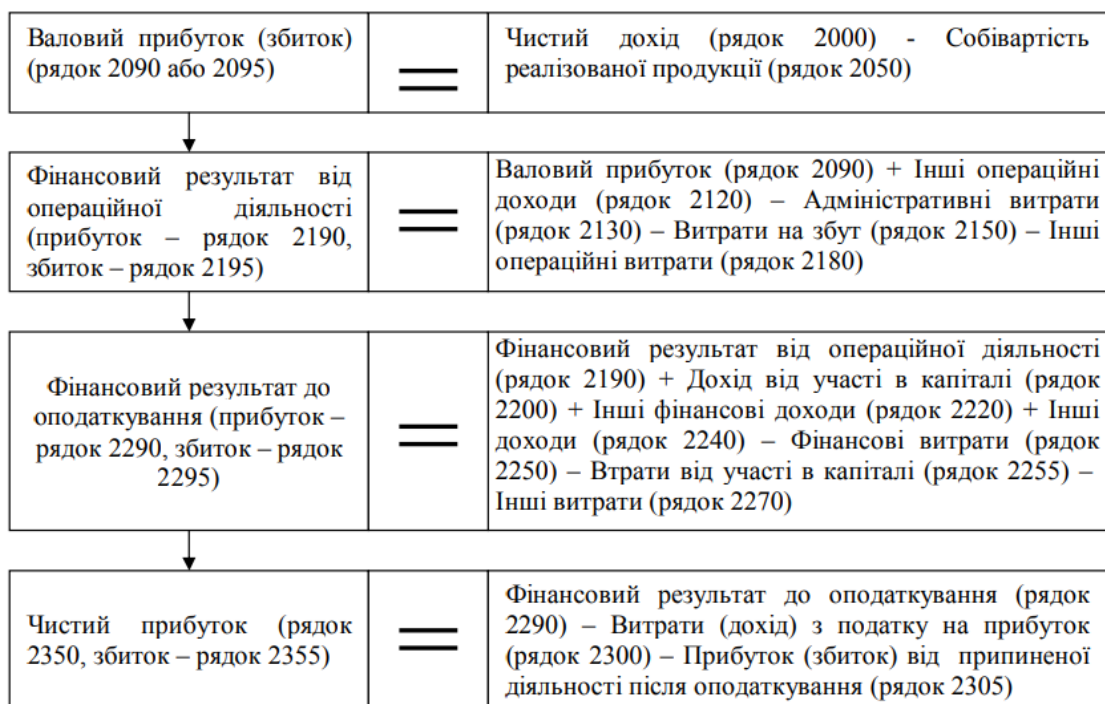 Валовий прибуток (збиток)
(рядок 2090 або 2095)
=
Чистий дохід (рядок 2000) - Собівартість
реалізованої продукції (рядок 2050)
Фінансовий результат від
операційної діяльності
(прибуток – рядок 2190,
збиток – рядок 2195)
=
Валовий прибуток (рядок 2090) + Інші операційні
доходи (рядок 2120) – Адміністративні витрати
(рядок 2130) – Витрати на збут (рядок 2150) – Інші
операційні витрати (рядок 2180)
Фінансовий результат до
оподаткування (прибуток –
рядок 2290, збиток – рядок
2295)
=
Фінансовий результат від операційної діяльності
(рядок 2190) + Дохід від участі в капіталі (рядок
2200) + Інші фінансові доходи (рядок 2220) + Інші
доходи (рядок 2240) – Фінансові витрати (рядок
2250) – Втрати від участі в капіталі (рядок 2255) –
Інші витрати (рядок 2270)
Чистий прибуток (рядок
2350, збиток – рядок 2355)
=
Фінансовий результат до оподаткування (рядок
2290) – Витрати (дохід) з податку на прибуток
(рядок 2300) – Прибуток (збиток) від припиненої
діяльності після оподаткування (рядок 2305)